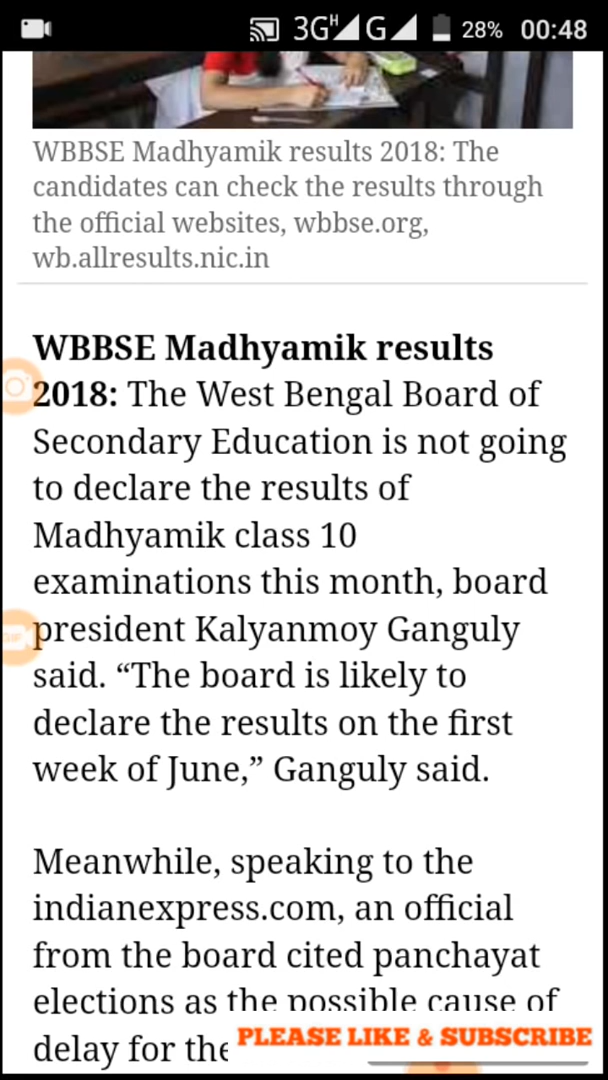 3G H G 28% 00:48
WBBSE Madhyamik results 2018: The
candidates can check the results through
the official websites, wbbse.org,
wb.allresults.nic.in
WBBSE Madhyamik results
2018: The West Bengal Board of
Secondary Education is not going
to declare the results of
Madhyamik class 10
examinations this month, board
president Kalyanmoy Ganguly
said. “The board is likely to
declare the results on the first
week of June,” Ganguly said.
Meanwhile, speaking to the
indianexpress.com, an official
from the board cited panchayat
elections as the possible cause of
delay for the
PLEASE LIKE & SUBSCRIBE